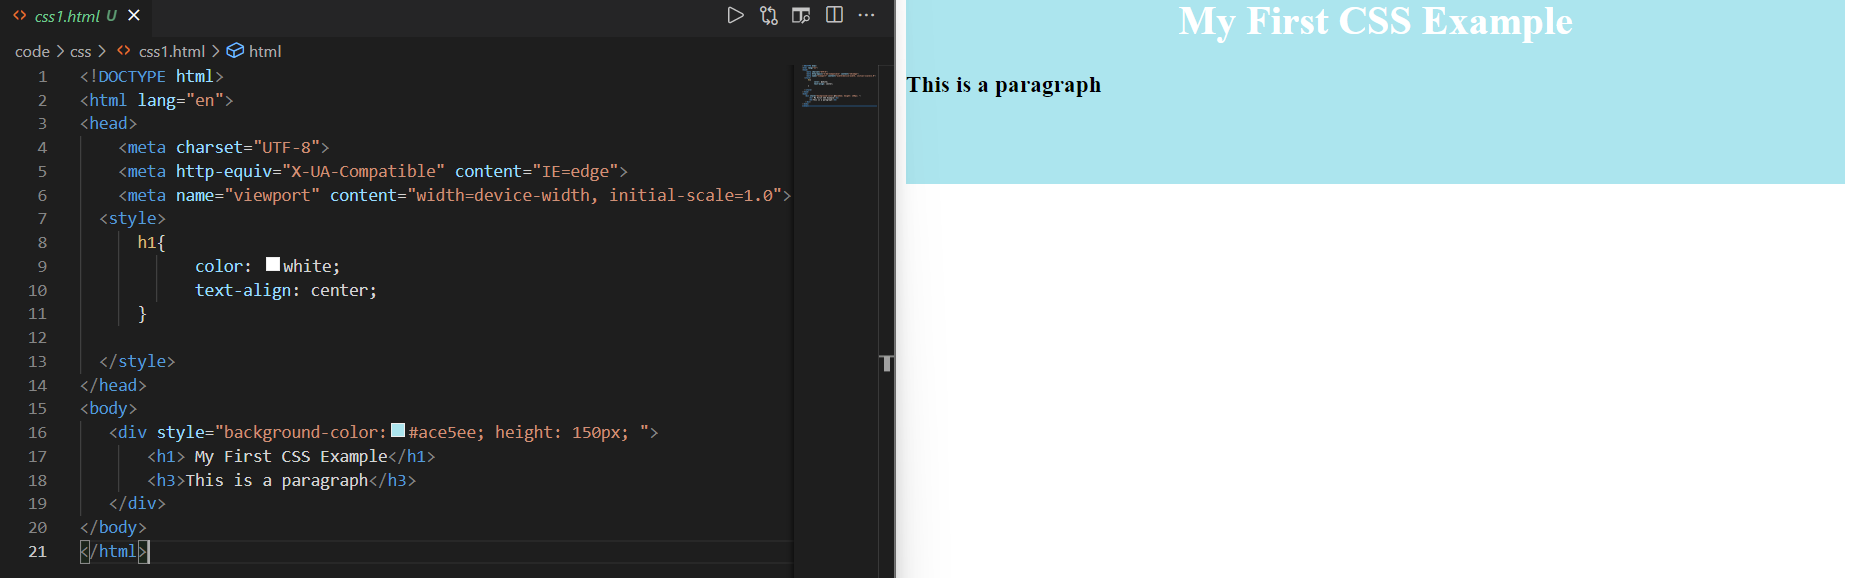 css1.html U
code > css > css1.html > html
1 <!DOCTYPE html>
2 <html lang="en">
3 <head>
4 <meta charset="UTF-8">
5 <meta http-equiv="X-UA-Compatible" content="IE=edge">
6 <meta name="viewport" content="width=device-width, initial-scale=1.0">
7 <style>
8 h1{
9 color: white;
10 text-align: center;
11 }
12
13 </style>
14 </head>
15 <body>
16 <div style="background-color: #ace5ee; height: 150px; ">
17 <h1> My First CSS Example</h1>
18 <h3>This is a paragraph</h3>
19 </div>
20 </body>
21 </html>
My First CSS Example
This is a paragraph